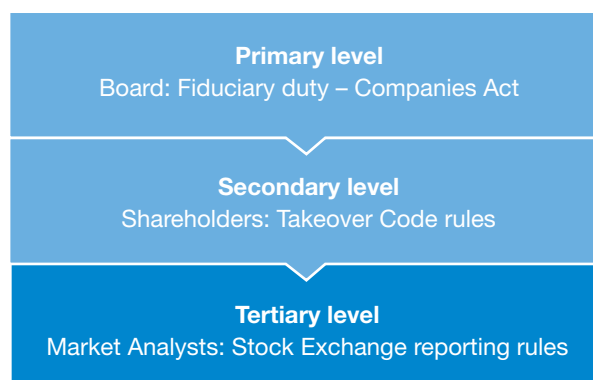 Primary level
Board: Fiduciary duty – Companies Act
Secondary level
Shareholders: Takeover Code rules
Tertiary level
Market Analysts: Stock Exchange reporting rules